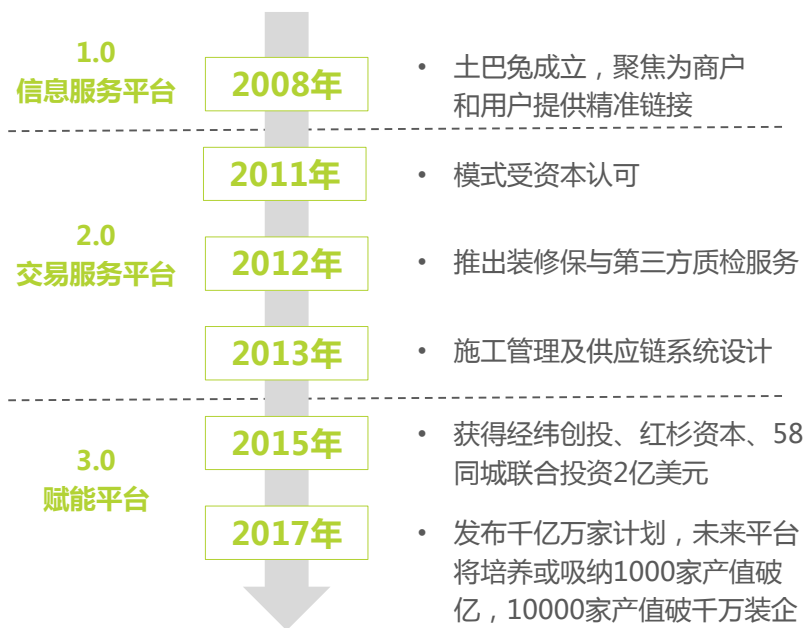 1.0
信息服务平台
2008年
• 土巴兔成立，聚焦为商户
和用户提供精准链接
2.0
交易服务平台
2011年
• 模式受资本认可
2012年
• 推出装修保与第三方质检服务
2013年
• 施工管理及供应链系统设计
3.0
赋能平台
2015年
• 获得经纬创投、红杉资本、58
同城联合投资2亿美元
2017年
• 发布千亿万家计划，未来平台
将培养或吸纳1000家产值破
亿，10000家产值破千万装企